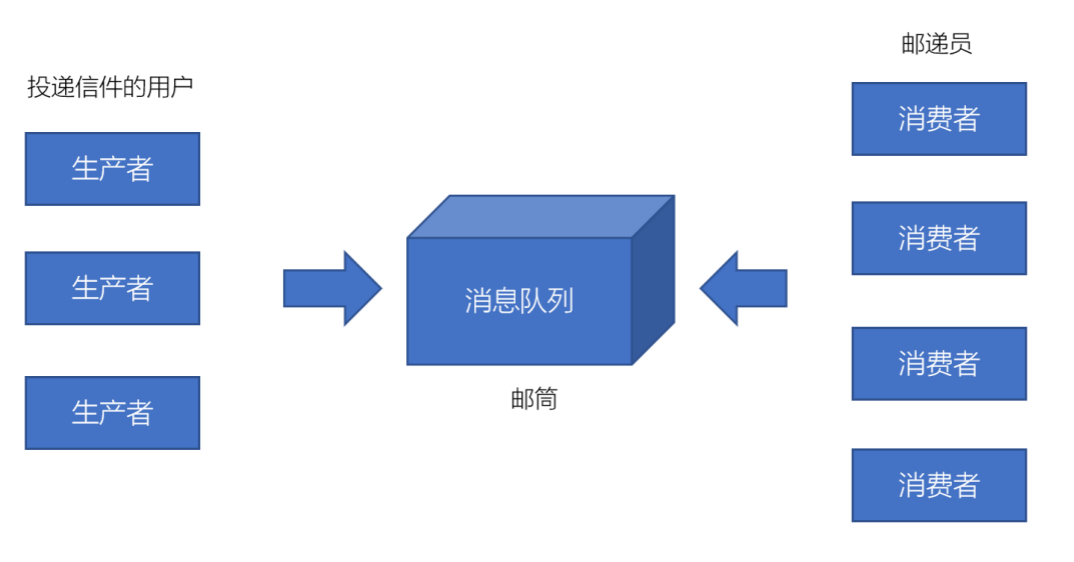 投递信件的用户
生产者
生产者
生产者
消息队列
邮筒
邮递员
消费者
消费者
消费者
消费者